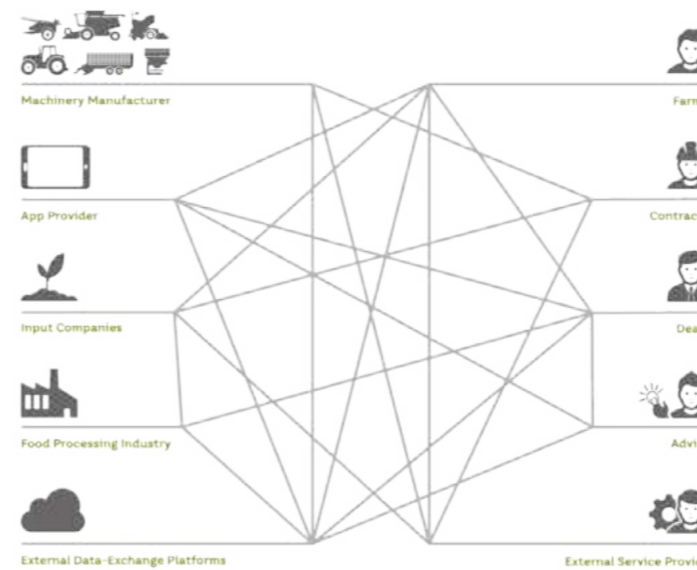 Machinery Manufacturer
Farm
App Provider
Contrac
Input Companies
Dea
Food Processing Industry
Advi
External Data-Exchange Platforms
External Service Provi